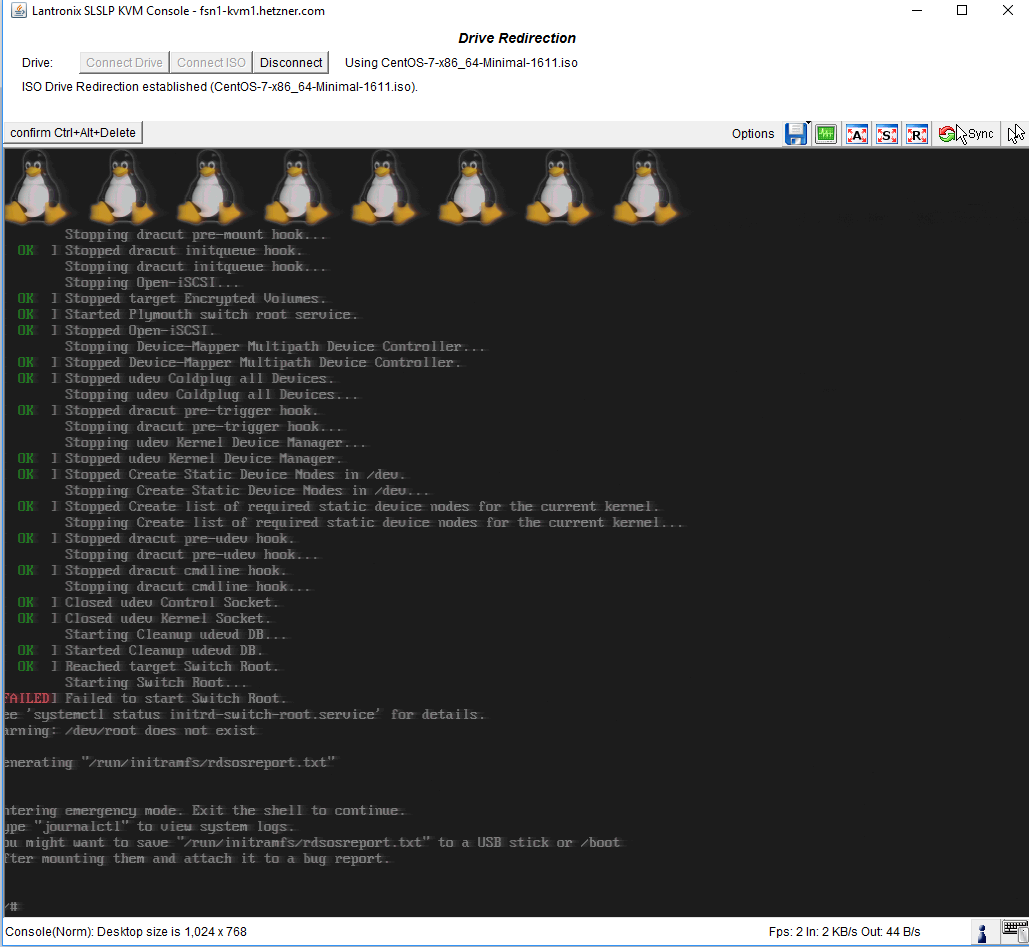 Lantronix SLSLP KVM Console - fsn1-kvm1.hetzner.com
Drive Redirection
Drive: Connect Drive Connect ISO Disconnect Using CentOS-7-x86_64-Minimal-1611.iso
ISO Drive Redirection established (CentOS-7-x86_64-Minimal-1611.iso).
confirm Ctrl+Alt+Delete Options A S R Sync
Stopping dracut pre-mount hook...
OK ] Stopped dracut initqueue hook.
Stopping dracut initqueue hook...
Stopping Open-iSCSI...
OK ] Stopped target Encrypted Volumes.
OK ] Started Plymouth switch root service.
OK ] Stopped Open-iSCSI.
Stopping Device-Mapper Multipath Device Controller...
OK ] Stopped Device-Mapper Multipath Device Controller.
OK ] Stopped udev Coldplug all Devices.
Stopping udev Coldplug all Devices...
OK ] Stopped dracut pre-trigger hook.
Stopping dracut pre-trigger hook...
Stopping udev Kernel Device Manager...
OK ] Stopped udev Kernel Device Manager.
OK ] Stopped Create Static Device Nodes in /dev.
Stopping Create Static Device Nodes in /dev...
OK ] Stopped Create list of required static device nodes for the current kernel.
Stopping Create list of required static device nodes for the current kernel...
OK ] Stopped dracut pre-udev hook.
Stopping dracut pre-udev hook...
OK ] Stopped dracut cmdline hook.
Stopping dracut cmdline hook...
OK ] Closed udev Control Socket.
OK ] Closed udev Kernel Socket.
Starting Cleanup udevd DB...
OK ] Started Cleanup udevd DB.
OK ] Reached target Switch Root.
Starting Switch Root...
FAILED] Failed to start Switch Root.
ee 'systemctl status initrd-switch-root.service' for details.
arning: /dev/root does not exist
enerating "/run/initramfs/rdsosreport.txt"
ntering emergency mode. Exit the shell to continue.
ype "journalctl" to view system logs.
ou might want to save "/run/initramfs/rdsosreport.txt" to a USB stick or /boot
fter mounting them and attach it to a bug report.
/#
Console(Norm): Desktop size is 1,024 x 768 Fps: 2 In: 2 KB/s Out: 44 B/s